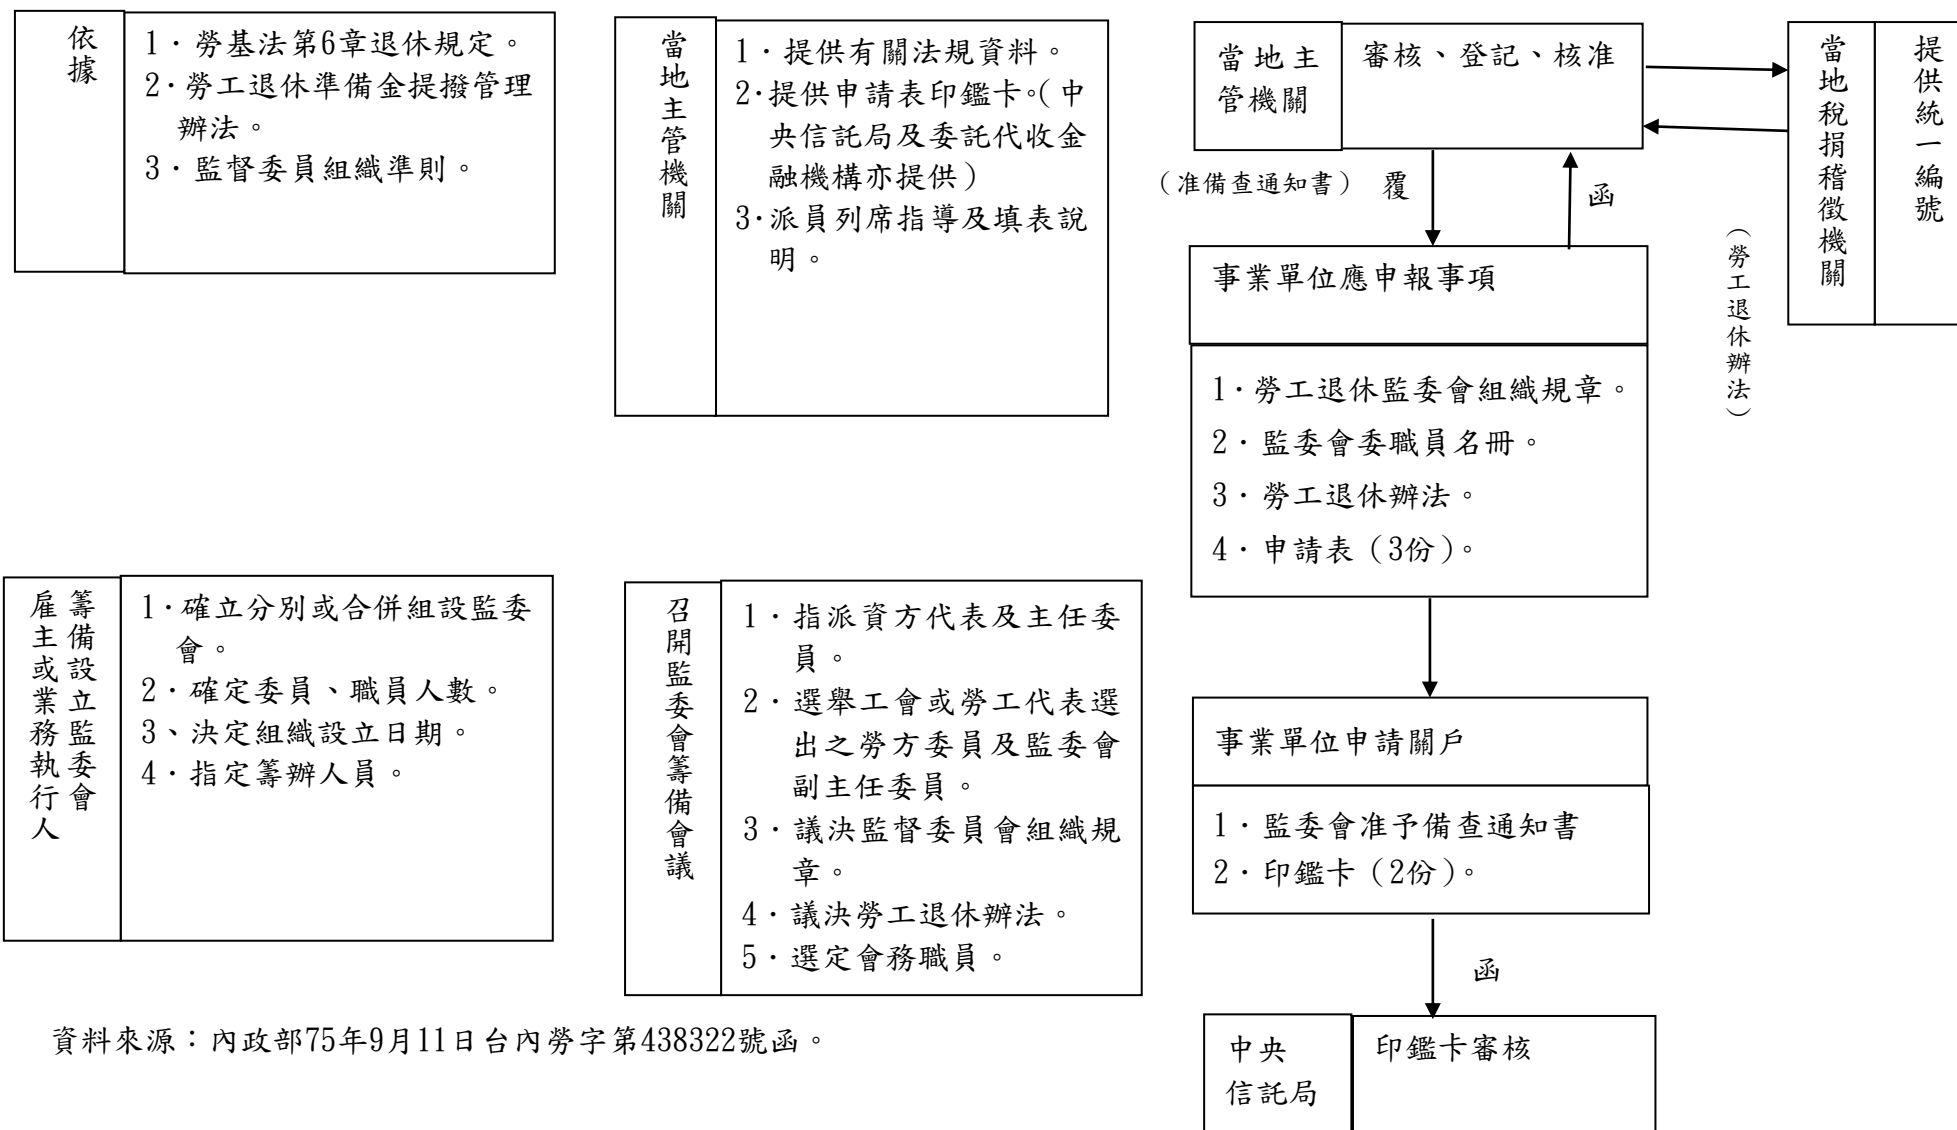 依據
1．勞基法第6章退休規定。
2．勞工退休準備金提撥管理
辦法。
3．監督委員組織準則。
當地主管機關
1．提供有關法規資料。
2．提供申請表印鑑卡。（中
央信託局及委託代收金
融機構亦提供）
3．派員列席指導及填表說
明。
當地主
管機關
審核、登記、核准
當地稅捐稽徵機關
提供統一編號
（准備查通知書）
覆
函
（勞工退休辦法）
事業單位應申報事項
1．勞工退休監委會組織規章。
2．監委會委職員名冊。
3．勞工退休辦法。
4．申請表（3份）。
籌備設立監委會
雇主或業務執行人
1．確立分別或合併組設監委
會。
2．確定委員、職員人數。
3、決定組織設立日期。
4．指定籌辦人員。
召開監委會籌備會議
1．指派資方代表及主任委
員。
2．選舉工會或勞工代表選
出之勞方委員及監委會
副主任委員。
3．議決監督委員會組織規
章。
4．議決勞工退休辦法。
5．選定會務職員。
事業單位申請關戶
1．監委會准予備查通知書
2．印鑑卡（2份）。
函
中央
信託局
印鑑卡審核
資料來源：內政部75年9月11日台內勞字第438322號函。